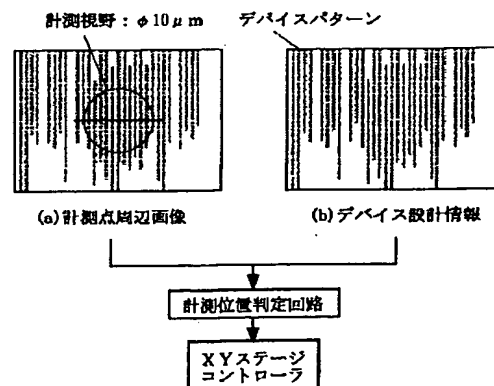 計測視野：φ10μm
デバイスパターン
(a)計測点周辺画像
(b)デバイス設計情報
計測位置判定回路
XYステージ
コントローラ